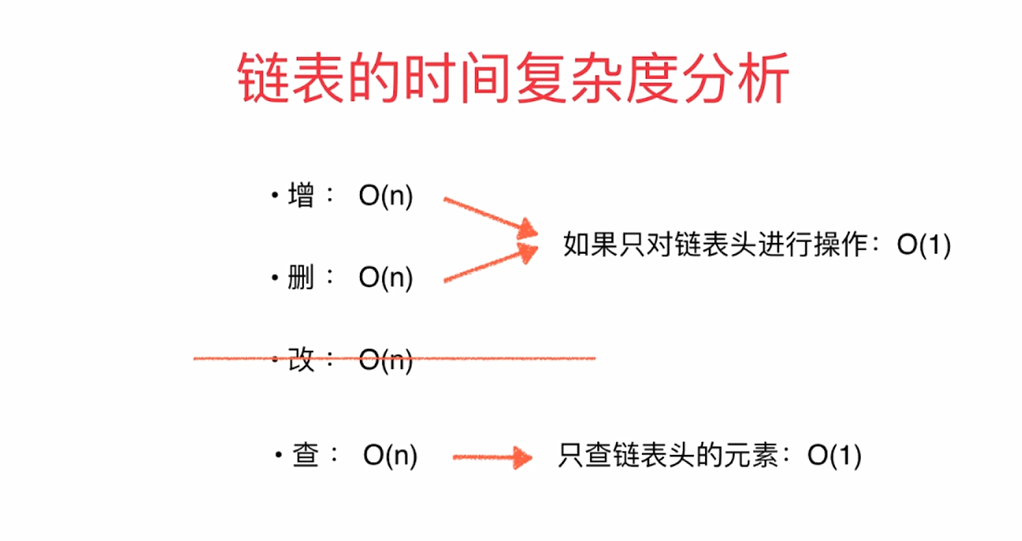 链表的时间复杂度分析
• 增： O(n)
如果只对链表头进行操作：O(1)
• 删： O(n)
• 改： O(n)
• 查： O(n)
只查链表头的元素：O(1)